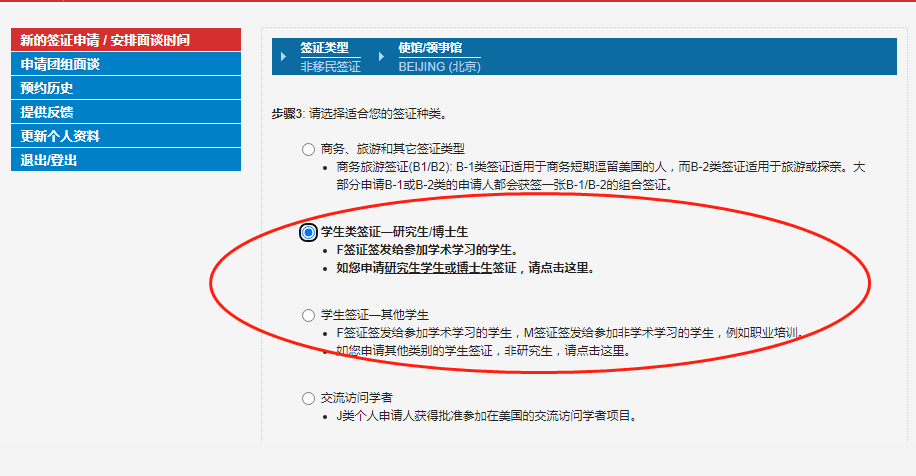 新的签证申请 / 安排面谈时间
申请团组面谈
预约历史
提供反馈
更新个人资料
退出/登出
签证类型
非移民签证
使馆/领事馆
BEIJING (北京)
步骤3: 请选择适合您的签证种类。
商务、旅游和其它签证类型
商务旅游签证(B1/B2): B-1类签证适用于商务短期逗留美国的人，而B-2类签证适用于旅游或探亲。大
部分申请B-1或B-2类的申请人都会获签一张B-1/B-2的组合签证。
学生类签证—研究生/博士生
F签证签发给参加学术学习的学生。
如您申请研究生学生或博士生签证，请点击这里。
学生签证—其他学生
F签证签发给参加学术学习的学生，M签证签发给参加非学术学习的学生，例如职业培训。
如您申请其他类别的学生签证，非研究生，请点击这里。
交流访问学者
J类个人申请人获得批准参加在美国的交流访问学者项目。